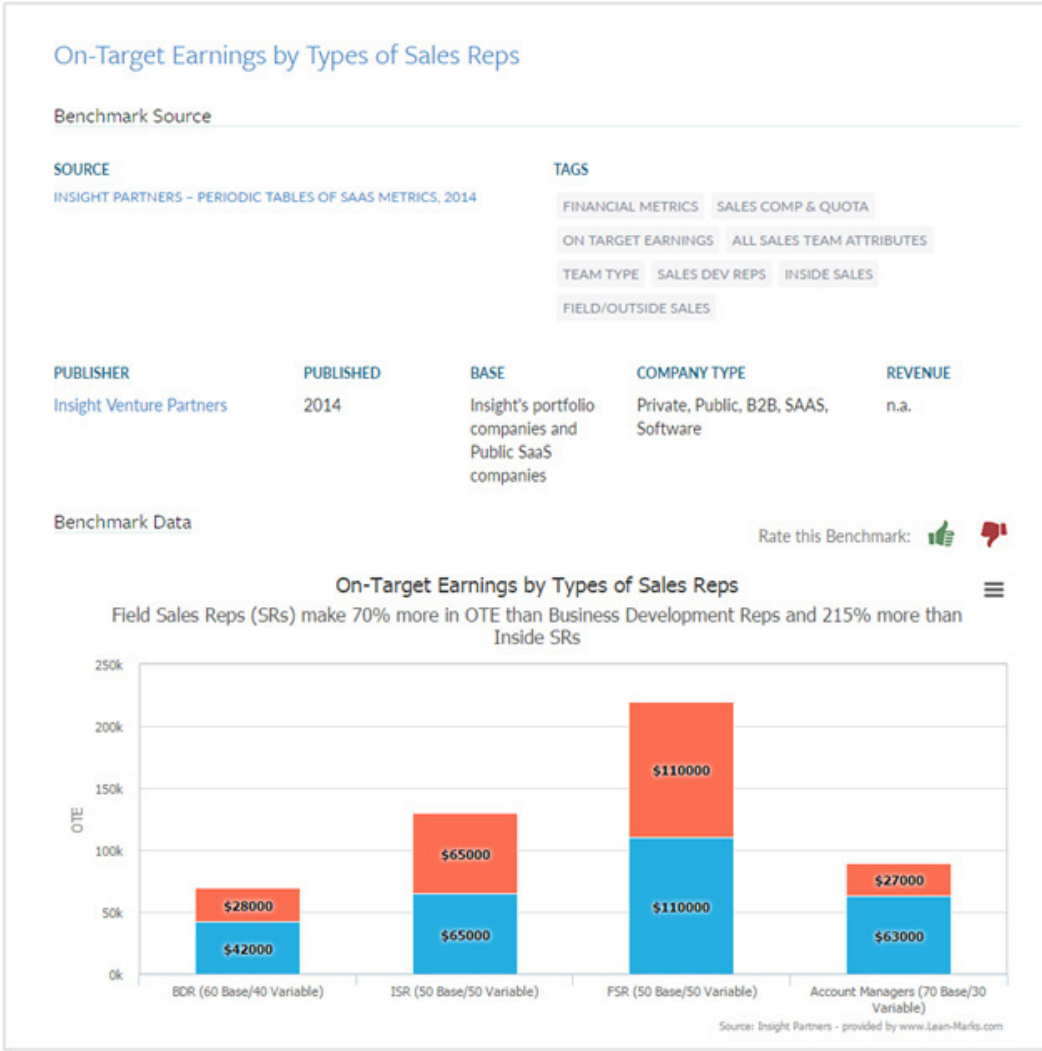 On-Target Earnings by Types of Sales Reps
Benchmark Source
SOURCE
INSIGHT PARTNERS – PERIODIC TABLES OF SAAS METRICS, 2014
TAGS
FINANCIAL METRICS SALES COMP & QUOTA
ON TARGET EARNINGS ALL SALES TEAM ATTRIBUTES
TEAM TYPE SALES DEV REPS INSIDE SALES
FIELD/OUTSIDE SALES
PUBLISHER
Insight Venture Partners
PUBLISHED
2014
BASE
Insight's portfolio
companies and
Public SaaS
companies
COMPANY TYPE
Private, Public, B2B, SAAS,
Software
REVENUE
n.a.
Benchmark Data
Rate this Benchmark:
On-Target Earnings by Types of Sales Reps
Field Sales Reps (SRs) make 70% more in OTE than Business Development Reps and 215% more than
Inside SRs
OTE
250k
200k
150k
100k
50k
0k
$28000
$42000
$65000
$65000
$110000
$110000
$27000
$63000
BDR (60 Base/40 Variable)
ISR (50 Base/50 Variable)
FSR (50 Base/50 Variable)
Account Managers (70 Base/30
Variable)
Source: Insight Partners - provided by www.Lean-Marks.com